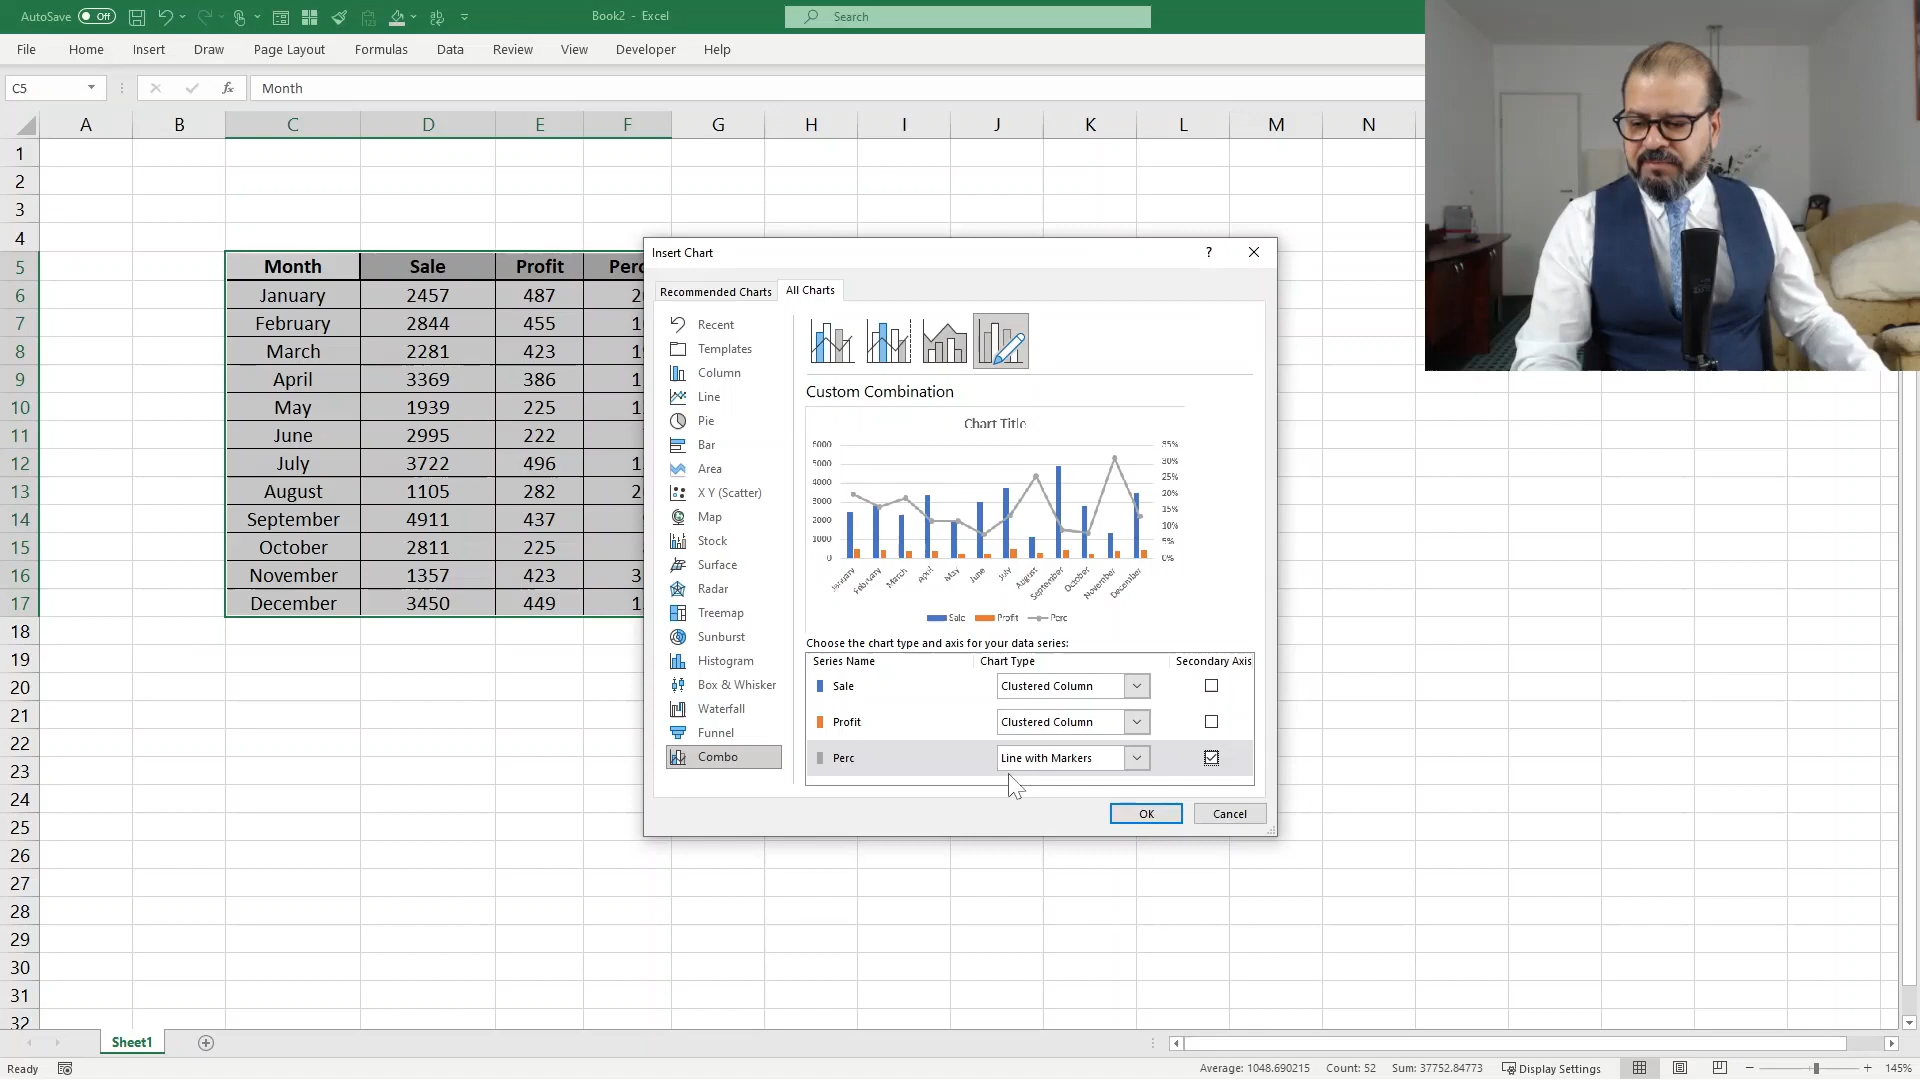 AutoSave Off Book2 - Excel Search
File Home Insert Draw Page Layout Formulas Data Review View Developer Help
C5 fx Month
A B C D E F G H I J K L M N
1
2
3
4
5 Month Sale Profit
6 January 2457 487
7 February 2844 455
8 March 2281 423
9 April 3369 386
10 May 1939 225
11 June 2995 222
12 July 3722 496
13 August 1105 282
14 September 4911 437
15 October 2811 225
16 November 1357 423
17 December 3450 449
18
19
20
21
22
23
24
25
26
27
28
29
30
31
32
Insert Chart ?
Recommended Charts All Charts
Recent
Templates
Column
Line
Pie
Bar
Area
X Y (Scatter)
Map
Stock
Surface
Radar
Treemap
Sunburst
Histogram
Box & Whisker
Waterfall
Funnel
Combo
Custom Combination
Chart Title
6000 35%
5000 30%
4000 25%
3000 20%
2000 15%
1000 10%
0 5%
0%
January February March April May June July August September October November December
Sale Profit Perc
Choose the chart type and axis for your data series:
Series Name Chart Type Secondary Axis
Sale Clustered Column
Profit Clustered Column
Perc Line with Markers
OK Cancel
Sheet1
Ready Average: 1048.690215 Count: 52 Sum: 37752.84773 Display Settings 145%